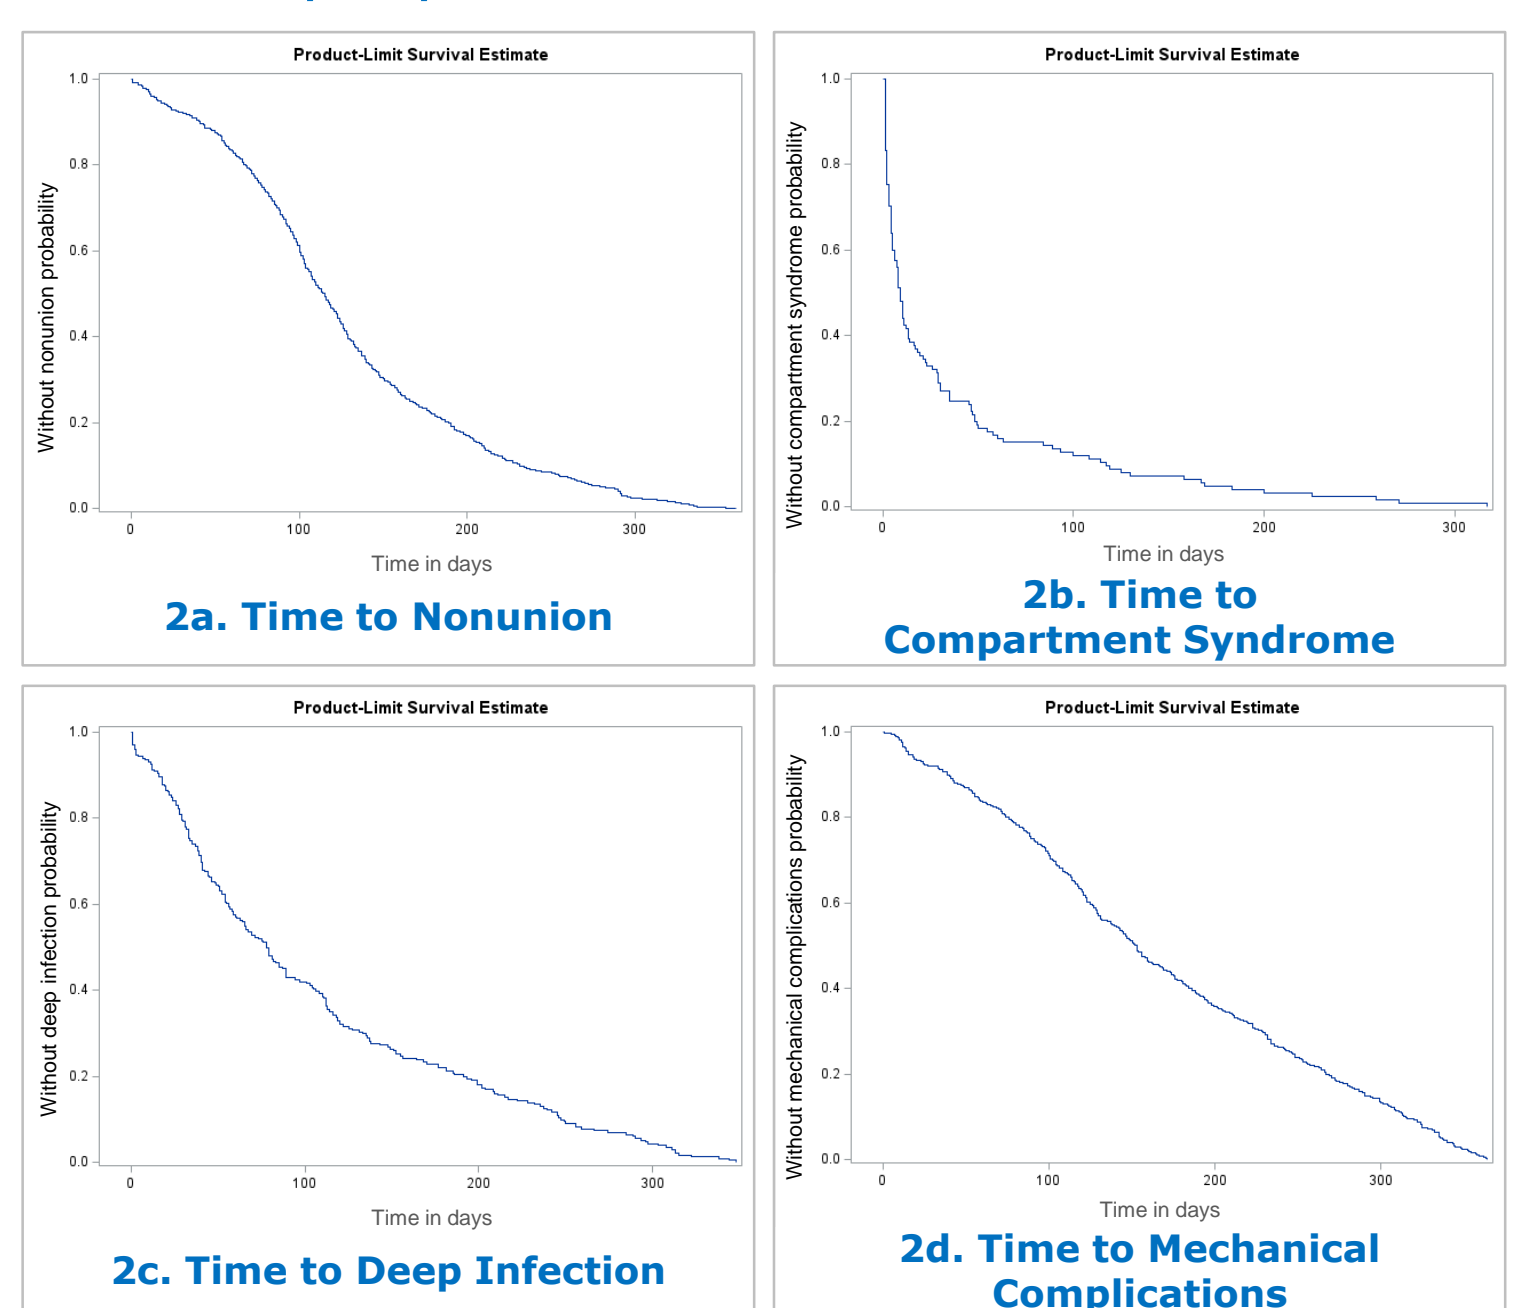 Product-Limit Survival Estimate
Without nonunion probability
1.0
0.8
0.6
0.4
0.2
0.0
0 100 200 300
Time in days
2a. Time to Nonunion
Product-Limit Survival Estimate
Without compartment syndrome probability
1.0
0.8
0.6
0.4
0.2
0.0
0 100 200 300
Time in days
2b. Time to
Compartment Syndrome
Product-Limit Survival Estimate
Without deep infection probability
1.0
0.8
0.6
0.4
0.2
0.0
0 100 200 300
Time in days
2c. Time to Deep Infection
Product-Limit Survival Estimate
Without mechanical complications probability
1.0
0.8
0.6
0.4
0.2
0.0
0 100 200 300
Time in days
2d. Time to Mechanical
Complications